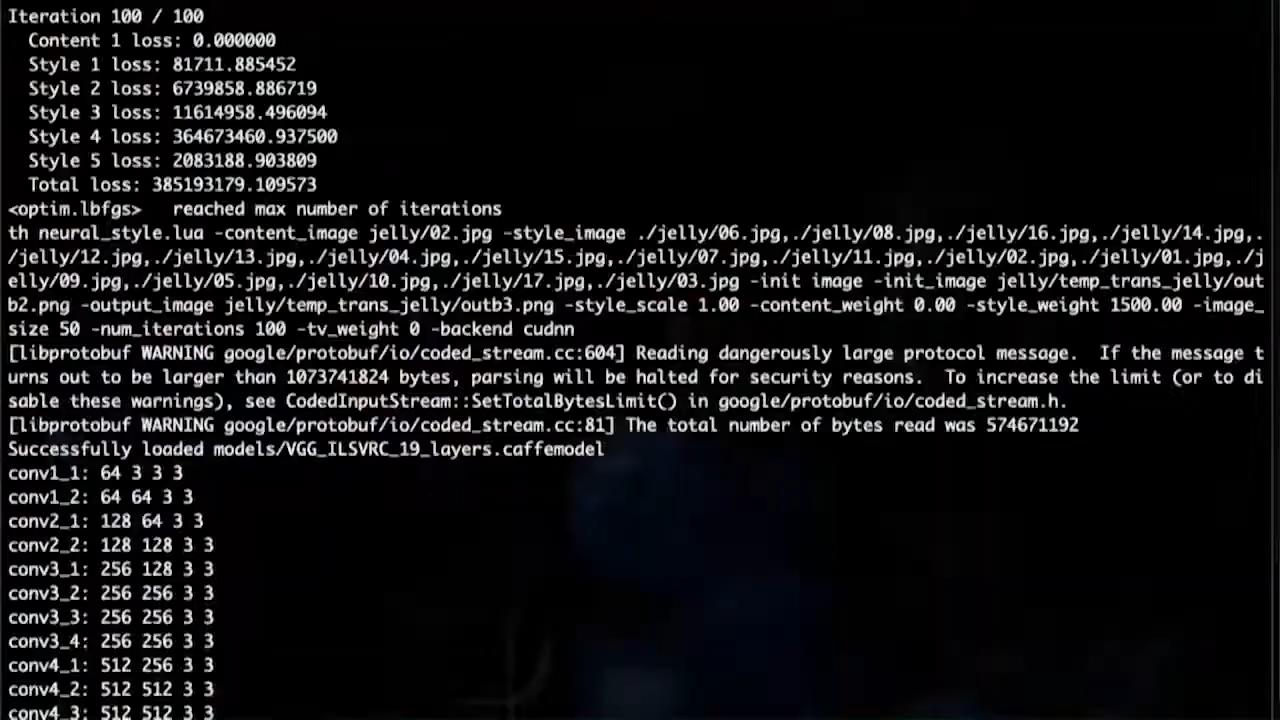 Iteration 100 / 100
Content 1 loss: 0.000000
Style 1 loss: 81711.885452
Style 2 loss: 6739858.886719
Style 3 loss: 11614958.496094
Style 4 loss: 364673460.937500
Style 5 loss: 2083188.903809
Total loss: 385193179.109573
<optim.lbfgs>   reached max number of iterations
th neural_style.lua -content_image jelly/02.jpg -style_image ./jelly/06.jpg,./jelly/08.jpg,./jelly/16.jpg,./jelly/14.jpg,.
/jelly/12.jpg,./jelly/13.jpg,./jelly/04.jpg,./jelly/15.jpg,./jelly/07.jpg,./jelly/11.jpg,./jelly/02.jpg,./jelly/01.jpg,./j
elly/09.jpg,./jelly/05.jpg,./jelly/10.jpg,./jelly/17.jpg,./jelly/03.jpg -init image -init_image jelly/temp_trans_jelly/out
b2.png -output_image jelly/temp_trans_jelly/outb3.png -style_scale 1.00 -content_weight 0.00 -style_weight 1500.00 -image_
size 50 -num_iterations 100 -tv_weight 0 -backend cudnn
[libprotobuf WARNING google/protobuf/io/coded_stream.cc:604] Reading dangerously large protocol message.  If the message t
urns out to be larger than 1073741824 bytes, parsing will be halted for security reasons.  To increase the limit (or to di
sable these warnings), see CodedInputStream::SetTotalBytesLimit() in google/protobuf/io/coded_stream.h.
[libprotobuf WARNING google/protobuf/io/coded_stream.cc:81] The total number of bytes read was 574671192
Successfully loaded models/VGG_ILSVRC_19_layers.caffemodel
conv1_1: 64 3 3 3
conv1_2: 64 64 3 3
conv2_1: 128 64 3 3
conv2_2: 128 128 3 3
conv3_1: 256 128 3 3
conv3_2: 256 256 3 3
conv3_3: 256 256 3 3
conv3_4: 256 256 3 3
conv4_1: 512 256 3 3
conv4_2: 512 512 3 3
conv4_3: 512 512 3 3